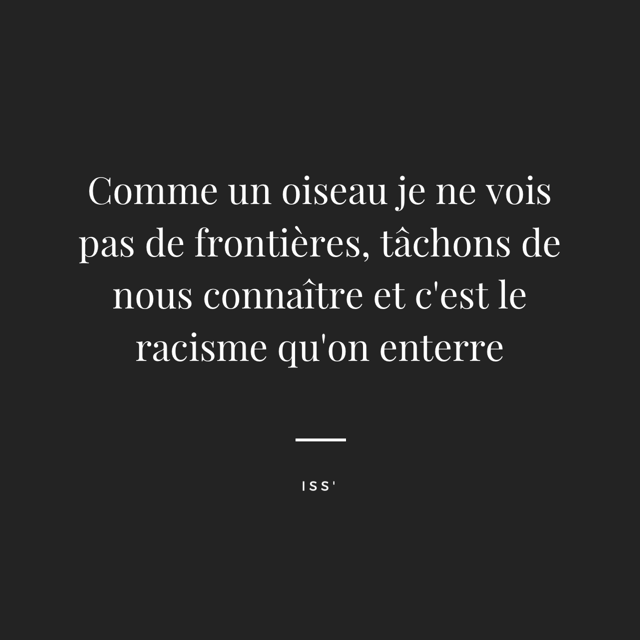 Comme un oiseau je ne vois
pas de frontières, tâchons de
nous connaître et c'est le
racisme qu'on enterre
ISS'